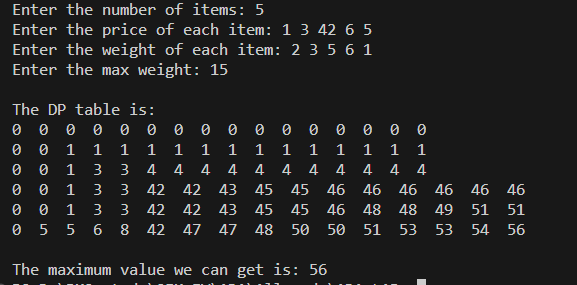 Enter the number of items: 5
Enter the price of each item: 1 3 42 6 5
Enter the weight of each item: 2 3 5 6 1
Enter the max weight: 15
The DP table is:
0 0 0 0 0 0 0 0 0 0 0 0 0 0 0 0
0 0 1 1 1 1 1 1 1 1 1 1 1 1 1 1
0 0 1 3 3 4 4 4 4 4 4 4 4 4 4 4
0 0 1 3 3 42 42 43 45 45 46 46 46 46 46 46
0 0 1 3 3 42 42 43 45 45 46 48 48 49 51 51
0 5 5 6 8 42 47 47 48 50 50 51 53 53 54 56
The maximum value we can get is: 56